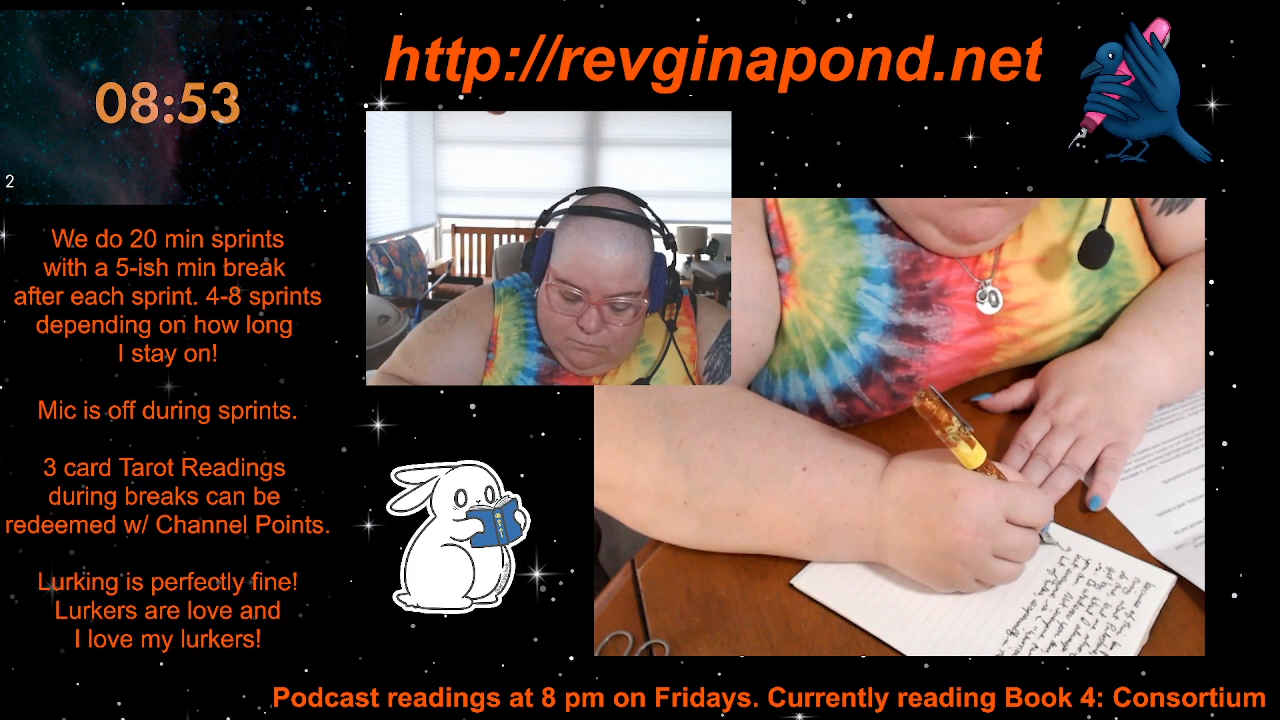 http://revginapond.net
08:53
2
We do 20 min sprints
with a 5-ish min break
after each sprint. 4-8 sprints
depending on how long
I stay on!
Mic is off during sprints.
3 card Tarot Readings
during breaks can be
redeemed w/ Channel Points.
Lurking is perfectly fine!
Lurkers are love and
I love my lurkers!
Podcast readings at 8 pm on Fridays. Currently reading Book 4: Consortium